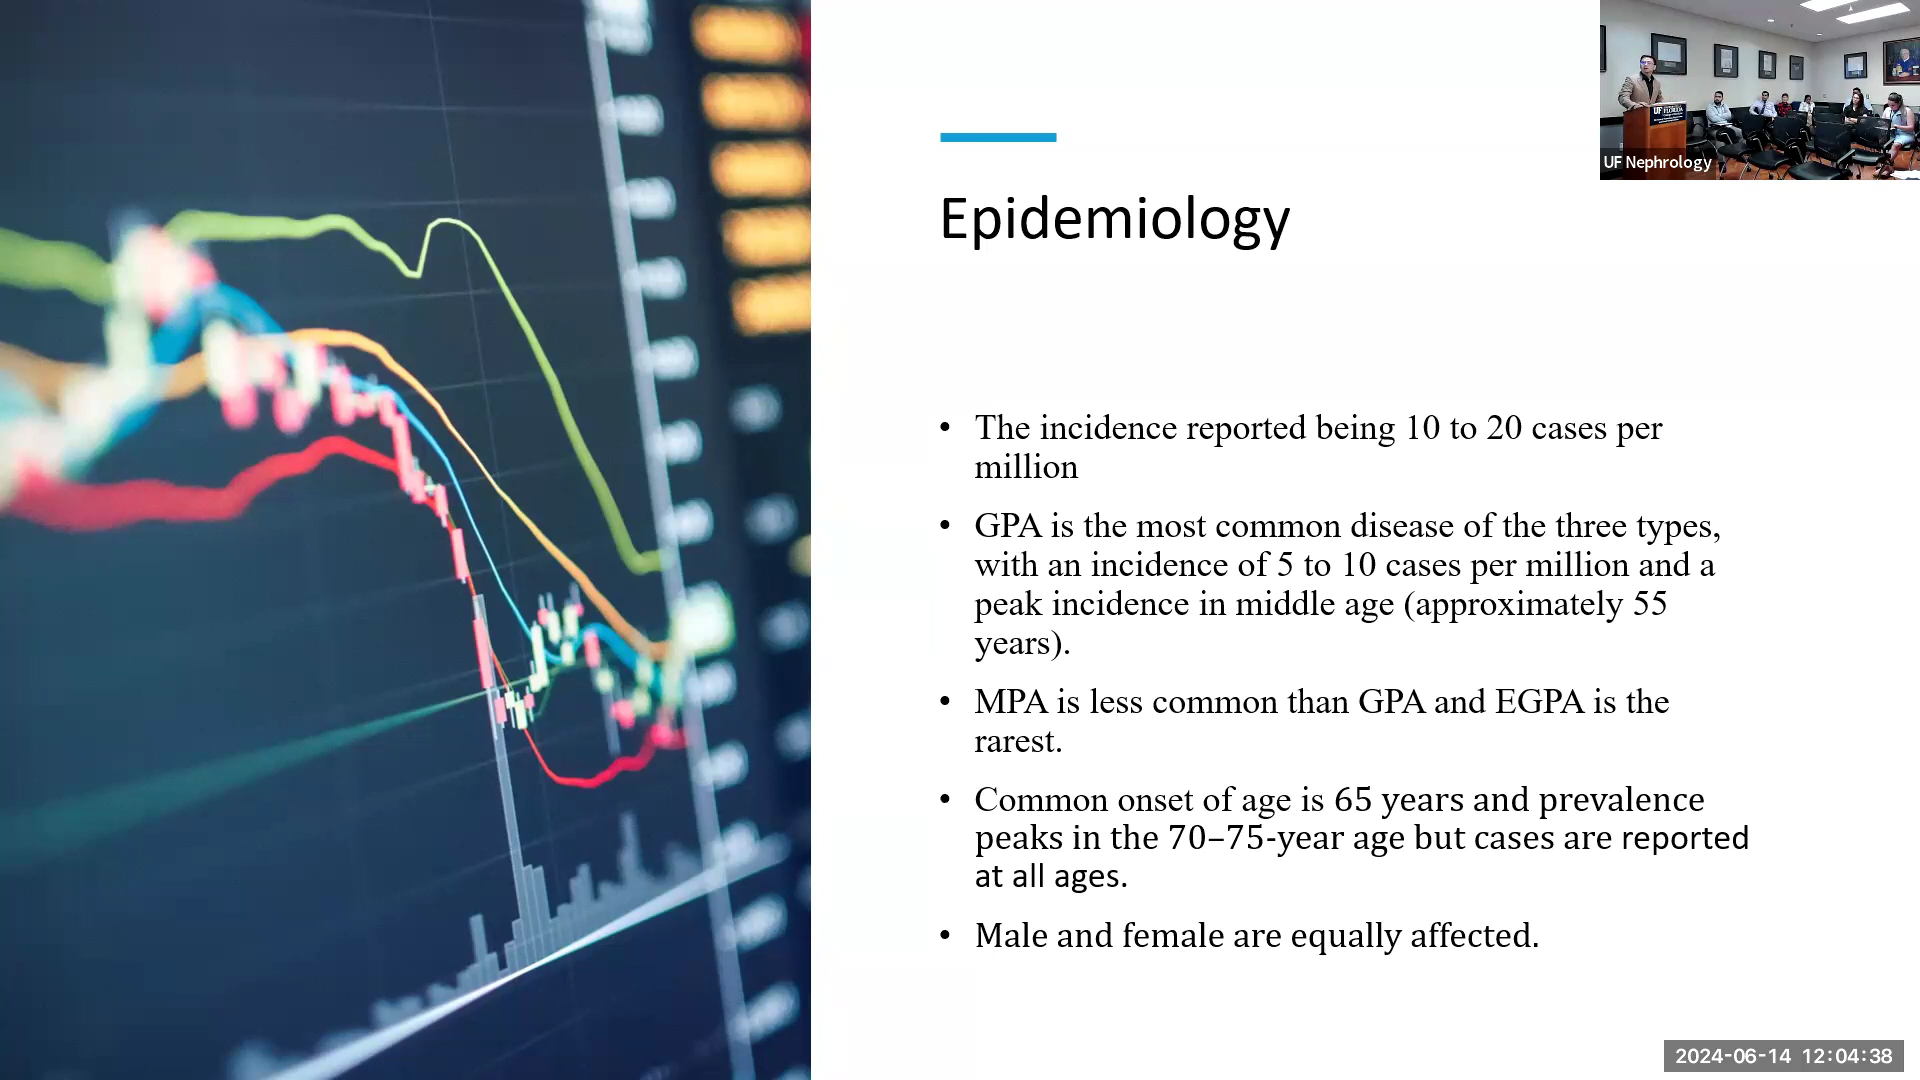 UF Nephrology
Epidemiology
• The incidence reported being 10 to 20 cases per
million
• GPA is the most common disease of the three types,
with an incidence of 5 to 10 cases per million and a
peak incidence in middle age (approximately 55
years).
• MPA is less common than GPA and EGPA is the
rarest.
• Common onset of age is 65 years and prevalence
peaks in the 70–75-year age but cases are reported
at all ages.
• Male and female are equally affected.
2024-06-14 12:04:38